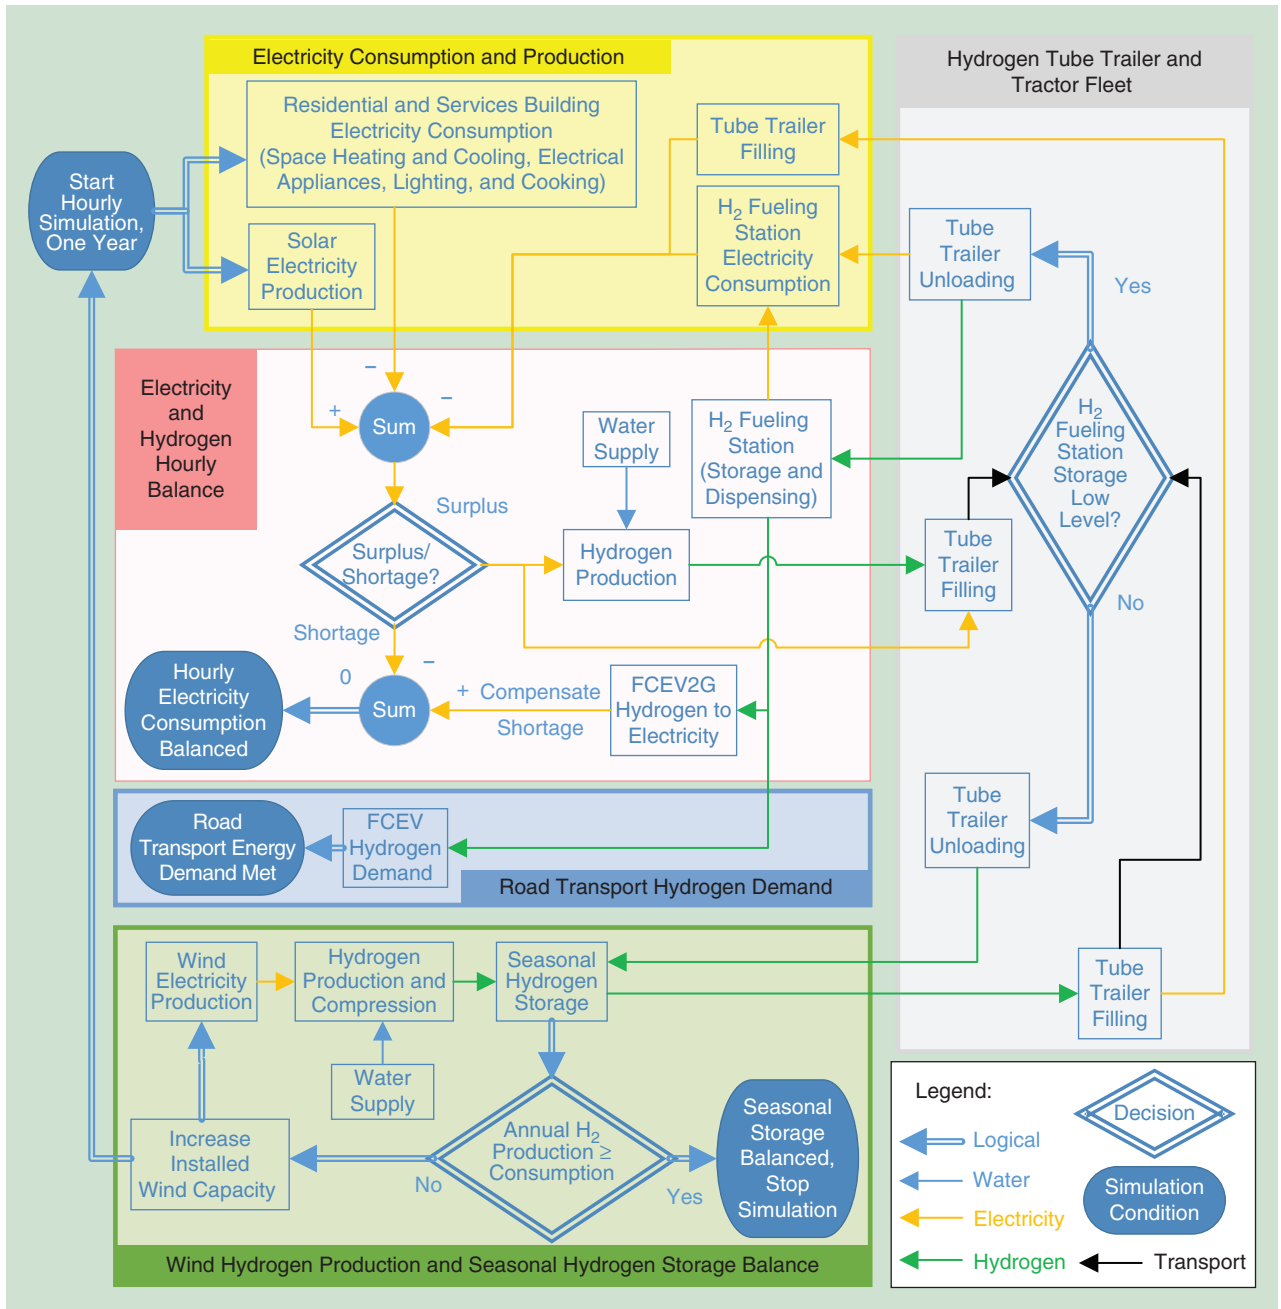 Electricity Consumption and Production
Hydrogen Tube Trailer and
Tractor Fleet
Residential and Services Building
Electricity Consumption
(Space Heating and Cooling, Electrical
Appliances, Lighting, and Cooking)
Tube Trailer
Filling
Start
Hourly
Simulation,
One Year
Solar
Electricity
Production
H2 Fueling
Station
Electricity
Consumption
Tube
Trailer
Unloading
Yes
Electricity
and
Hydrogen
Hourly
Balance
–
+
–
Sum
Water
Supply
H2 Fueling
Station
(Storage and
Dispensing)
H2
Fueling
Station
Storage
Low
Level?
Surplus
Surplus/
Shortage?
Hydrogen
Production
Tube
Trailer
Filling
No
Shortage
Hourly
Electricity
Consumption
Balanced
0
–
Sum
+ Compensate
Shortage
FCEV2G
Hydrogen to
Electricity
Road
Transport Energy
Demand Met
FCEV
Hydrogen
Demand
Road Transport Hydrogen Demand
Tube
Trailer
Unloading
Wind
Electricity
Production
Hydrogen
Production and
Compression
Seasonal
Hydrogen
Storage
Tube
Trailer
Filling
Water
Supply
Increase
Installed
Wind Capacity
No
Annual H2
Production ≥
Consumption
Yes
Seasonal
Storage
Balanced,
Stop
Simulation
Wind Hydrogen Production and Seasonal Hydrogen Storage Balance
Legend:
Decision
Logical
Water
Simulation
Condition
Electricity
Hydrogen
Transport